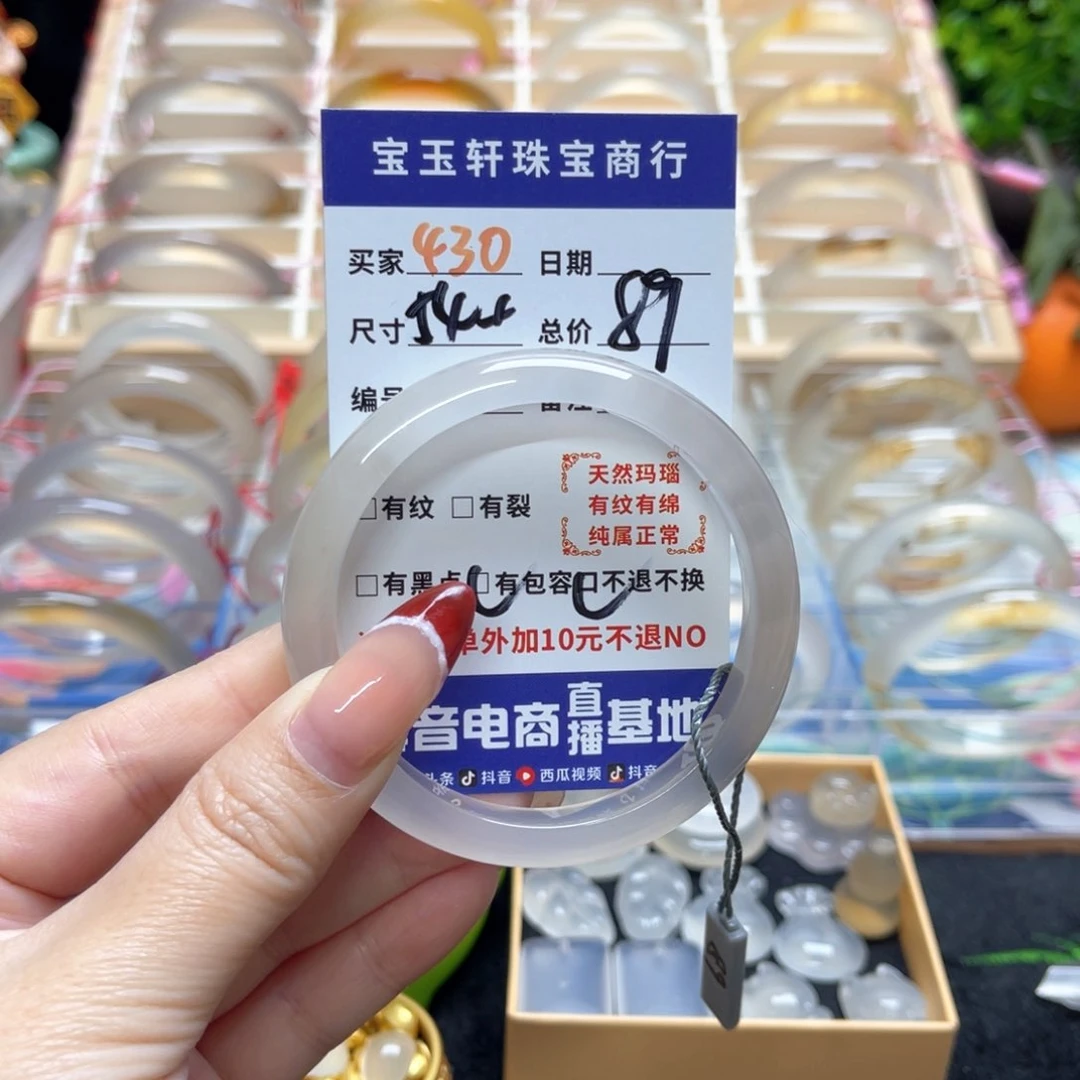 宝玉轩珠宝商行
买家 430 日期
尺寸 54 总价 89
天然玛瑙
□有纹 □有裂 有纹有绵
纯属正常
□有黑点 □有包容 □不退不换
单外加10元不退NO
音电商直播基地
头条 抖音 西瓜视频 抖音